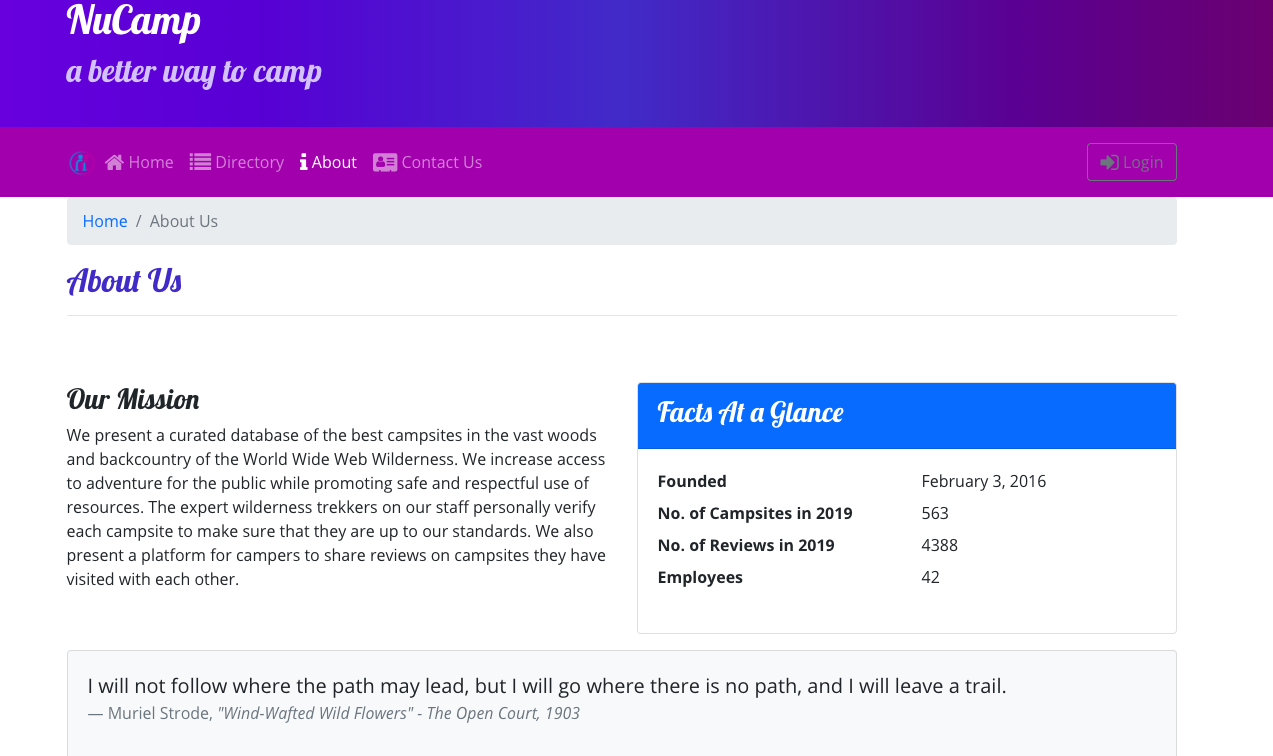 NuCamp
a better way to camp
Home Directory About Contact Us Login
Home / About Us
About Us
Our Mission
We present a curated database of the best campsites in the vast woods
and backcountry of the World Wide Web Wilderness. We increase access
to adventure for the public while promoting safe and respectful use of
resources. The expert wilderness trekkers on our staff personally verify
each campsite to make sure that they are up to our standards. We also
present a platform for campers to share reviews on campsites they have
visited with each other.
Facts At a Glance
Founded February 3, 2016
No. of Campsites in 2019 563
No. of Reviews in 2019 4388
Employees 42
I will not follow where the path may lead, but I will go where there is no path, and I will leave a trail.
— Muriel Strode, "Wind-Wafted Wild Flowers" - The Open Court, 1903